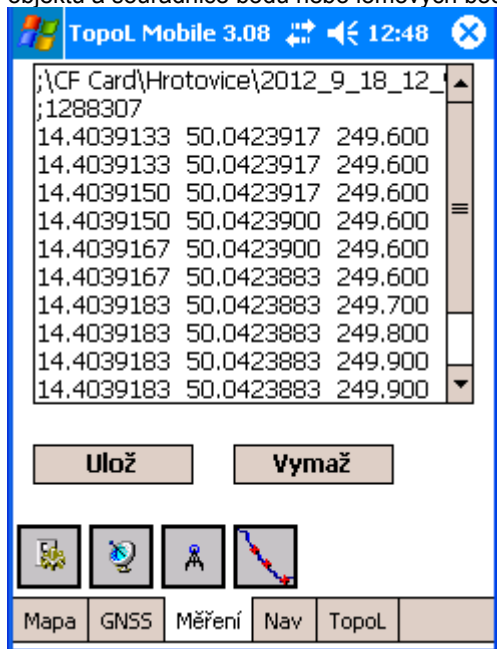 TopoL Mobile 3.08 12:48
;\CF Card\Hrotovice\2012_9_18_12_
;1288307
14.4039133 50.0423917 249.600
14.4039133 50.0423917 249.600
14.4039150 50.0423917 249.600
14.4039150 50.0423900 249.600
14.4039167 50.0423900 249.600
14.4039167 50.0423883 249.600
14.4039183 50.0423883 249.700
14.4039183 50.0423883 249.800
14.4039183 50.0423883 249.900
14.4039183 50.0423883 249.900
Ulož Vymaž
Mapa GNSS Měření Nav TopoL